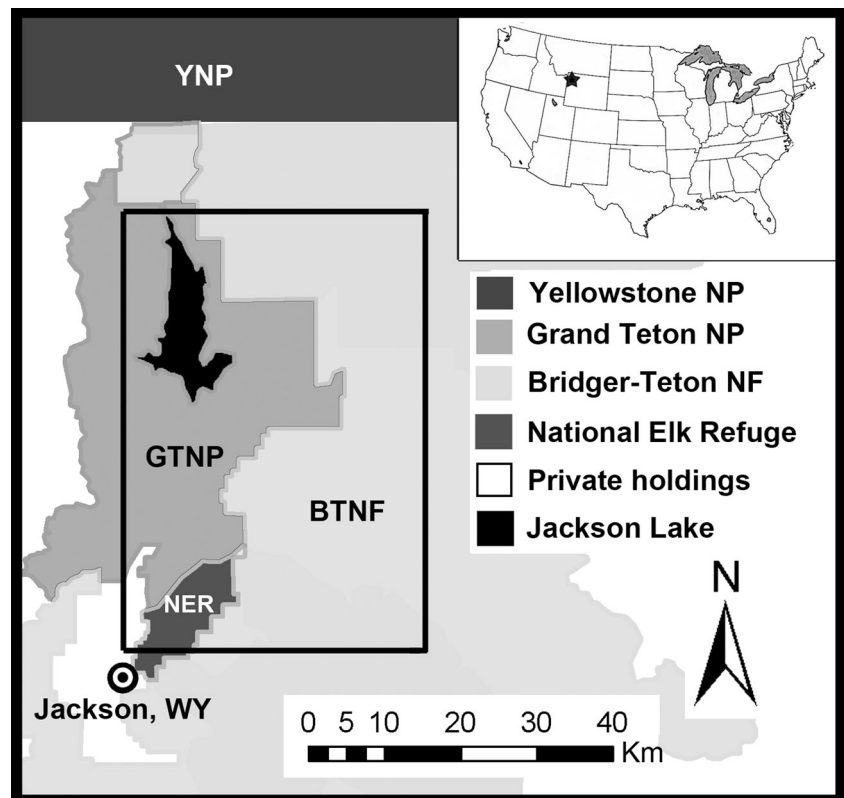 YNP
Yellowstone NP
Grand Teton NP
Bridger-Teton NF
National Elk Refuge
Private holdings
Jackson Lake
GTNP
BTNF
NER
N
Jackson, WY
0 5 10 20 30 40
Km